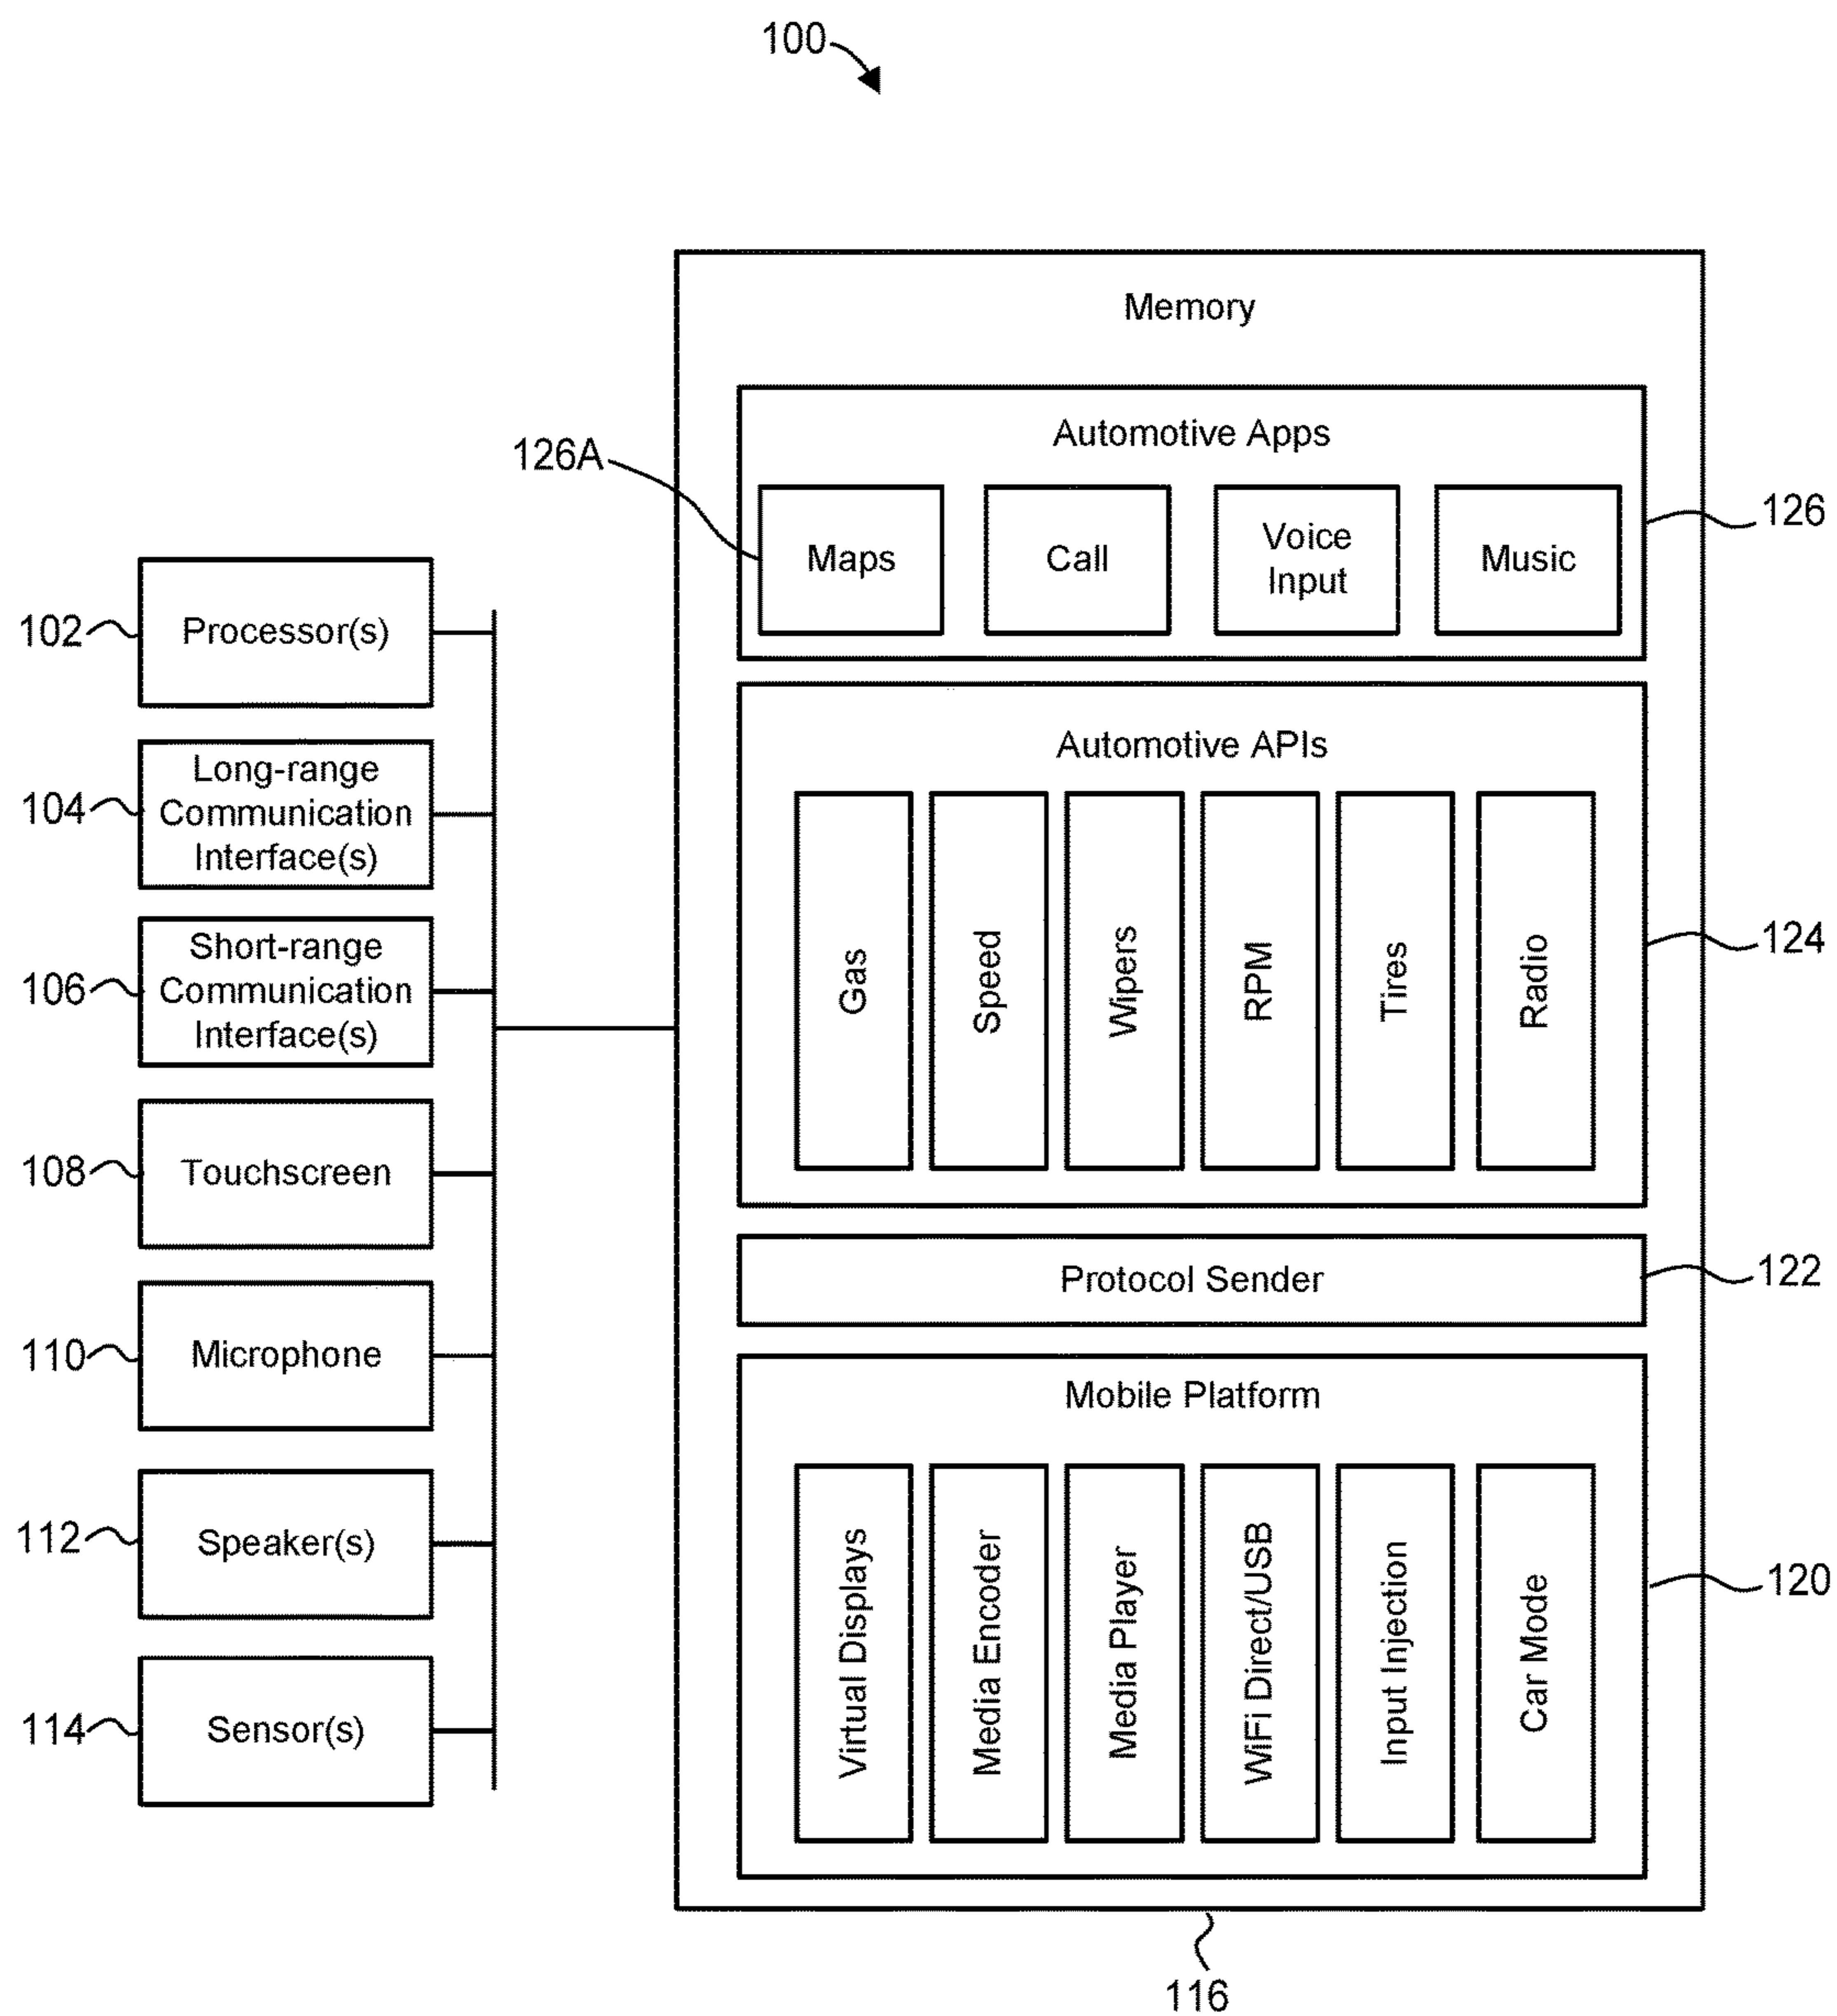 100
Memory
Automotive Apps
126A
126
Maps
Call
Voice
Input
Music
102
Processor(s)
104
Long-range
Communication
Interface(s)
106
Short-range
Communication
Interface(s)
108
Touchscreen
110
Microphone
112
Speaker(s)
114
Sensor(s)
Automotive APIs
Gas
Speed
Wipers
RPM
Tires
Radio
124
Protocol Sender
122
Mobile Platform
Virtual Displays
Media Encoder
Media Player
WiFi Direct/USB
Input Injection
Car Mode
120
116